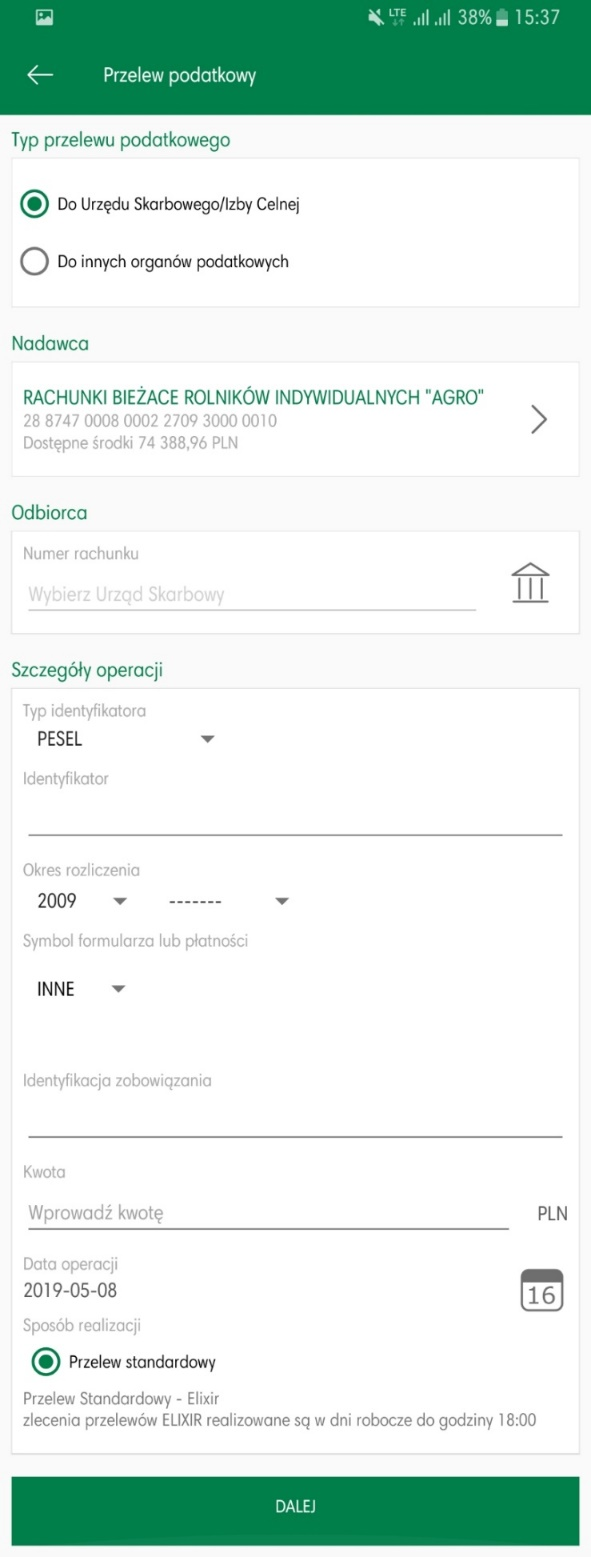 LTE 38% 15:37
Przelew podatkowy
Typ przelewu podatkowego
Do Urzędu Skarbowego/Izby Celnej
Do innych organów podatkowych
Nadawca
RACHUNKI BIEŻACE ROLNIKÓW INDYWIDUALNYCH "AGRO"
28 8747 0008 0002 2709 3000 0010
Dostępne środki 74 388,96 PLN
Odbiorca
Numer rachunku
Wybierz Urząd Skarbowy
Szczegóły operacji
Typ identyfikatora
PESEL
Identyfikator
Okres rozliczenia
2009 -------
Symbol formularza lub płatności
INNE
Identyfikacja zobowiązania
Kwota
Wprowadź kwotę PLN
Data operacji
2019-05-08
16
Sposób realizacji
Przelew standardowy
Przelew Standardowy - Elixir
zlecenia przelewów ELIXIR realizowane są w dni robocze do godziny 18:00
DALEJ